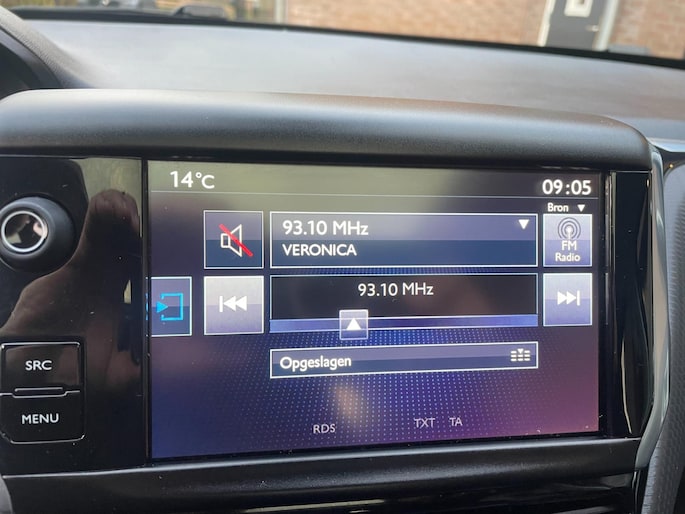 14°C
09:05
Bron
93.10 MHz
VERONICA
FM
Radio
93.10 MHz
Opgeslagen
SRC
MENU
RDS TXT TA